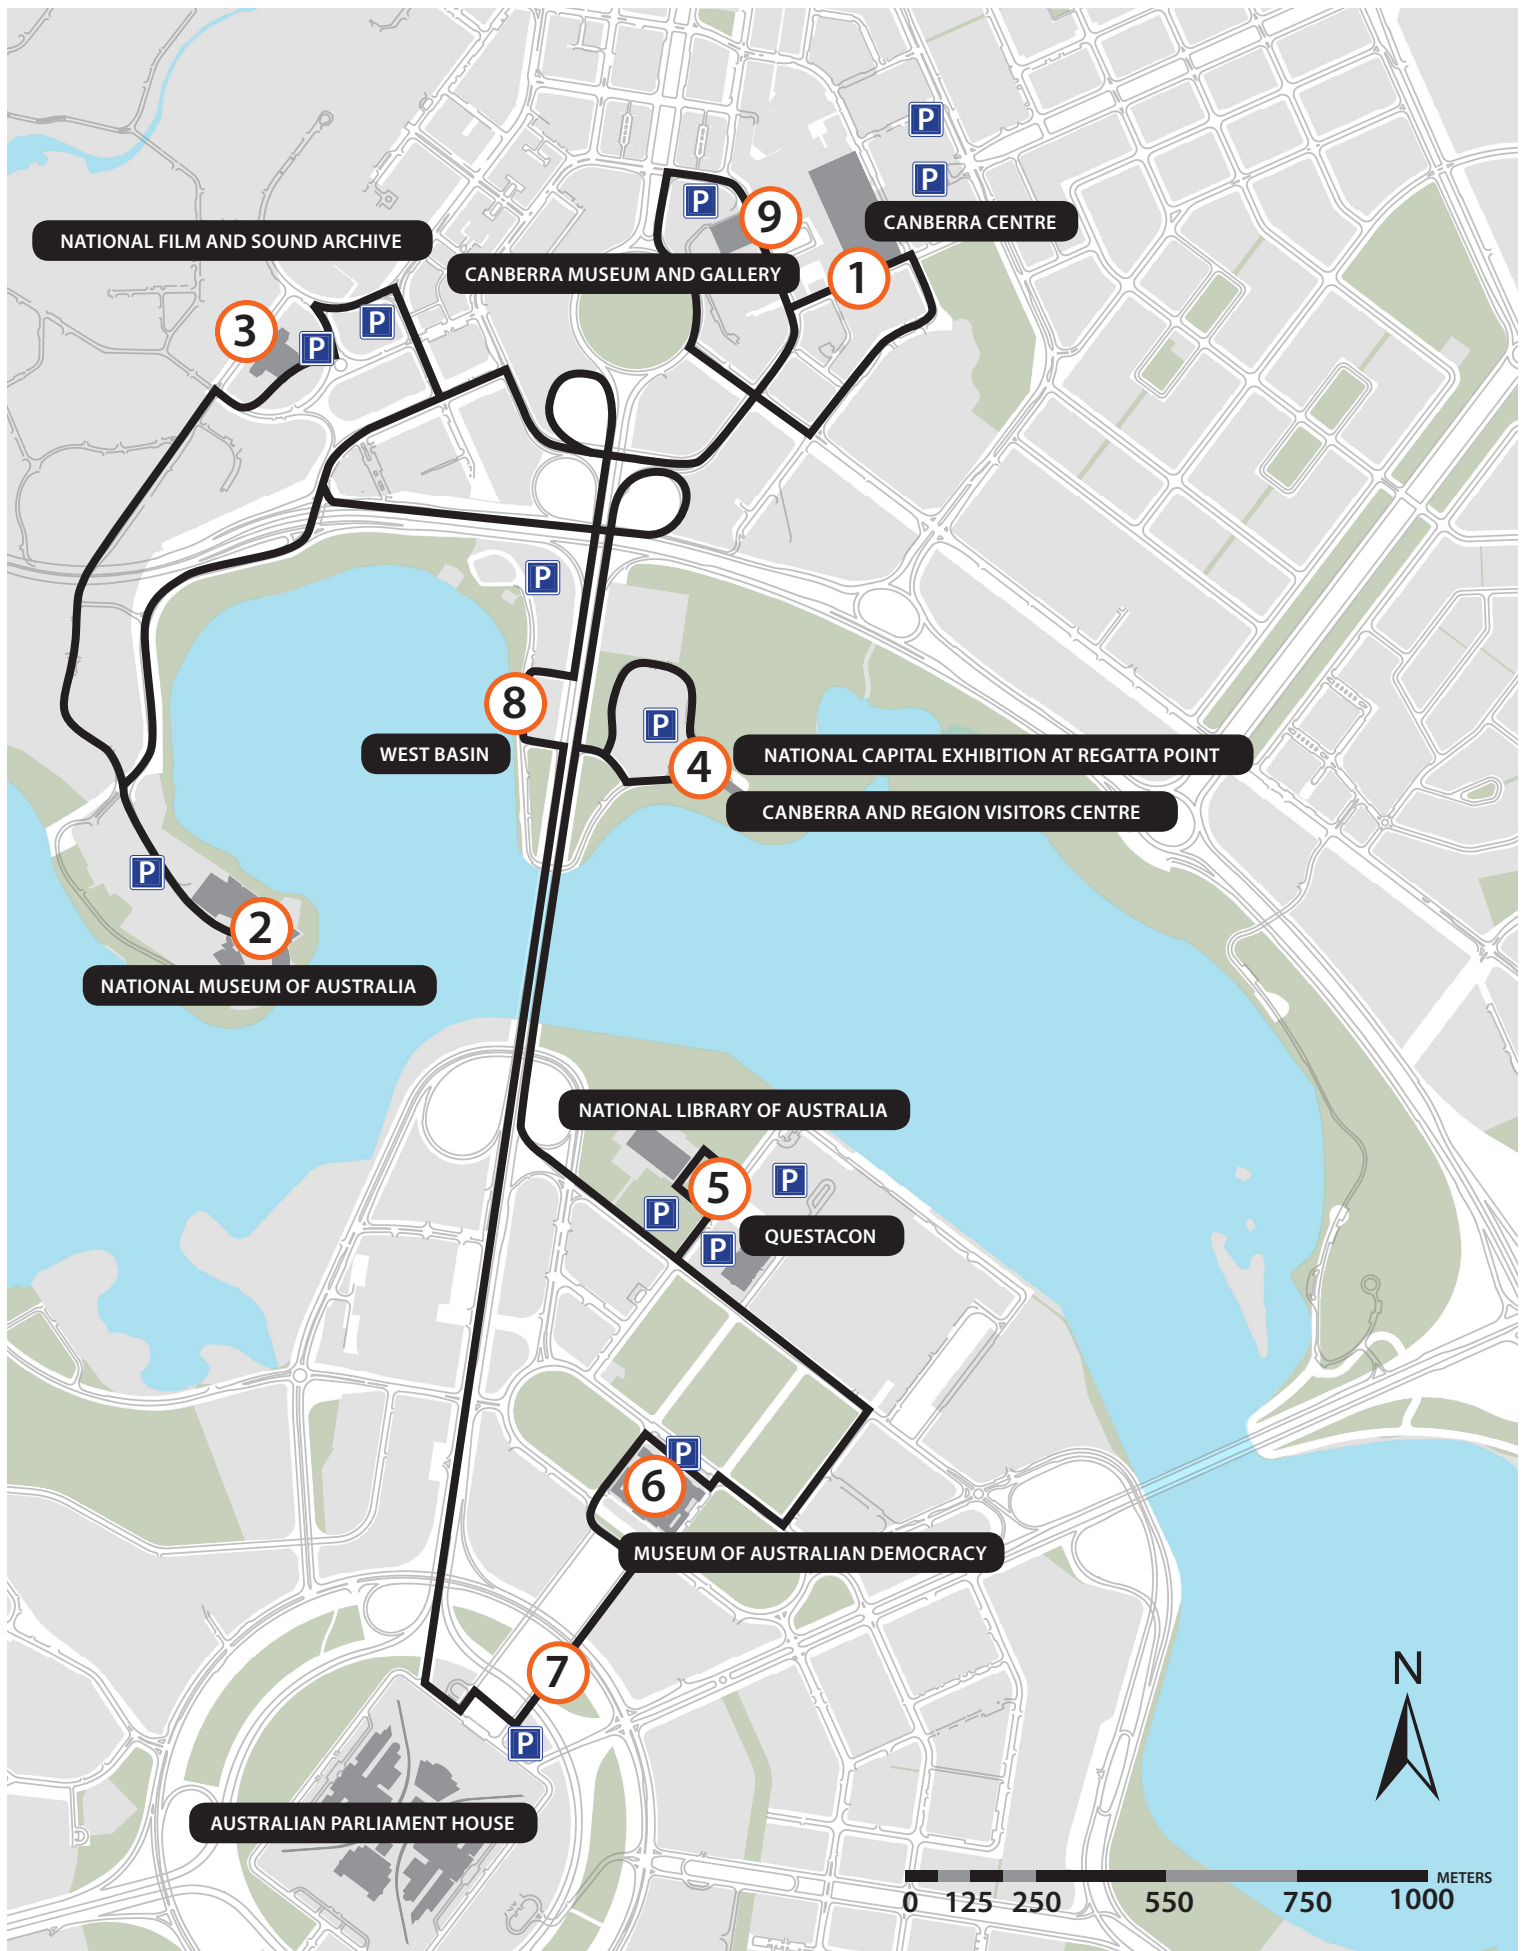 P
P
P
9
CANBERRA CENTRE
NATIONAL FILM AND SOUND ARCHIVE
CANBERRA MUSEUM AND GALLERY
1
3
P
P
P
8
WEST BASIN
P
4
NATIONAL CAPITAL EXHIBITION AT REGATTA POINT
CANBERRA AND REGION VISITORS CENTRE
P
2
NATIONAL MUSEUM OF AUSTRALIA
NATIONAL LIBRARY OF AUSTRALIA
5
P
P
QUESTACON
P
P
6
MUSEUM OF AUSTRALIAN DEMOCRACY
7
P
N
AUSTRALIAN PARLIAMENT HOUSE
METERS
0 125 250 550 750 1000